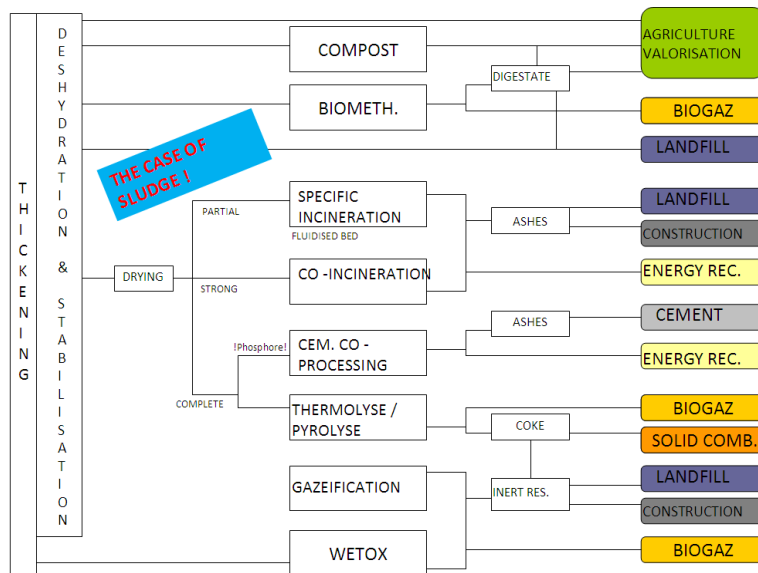 THICKENING
DESHYDRATION & STABILISATION
COMPOST
AGRICULTURE
VALORISATION
DIGESTATE
BIOMETH.
BIOGAZ
THE CASE OF
SLUDGE !
LANDFILL
PARTIAL
SPECIFIC
INCINERATION
FLUIDISED BED
ASHES
LANDFILL
CONSTRUCTION
DRYING
STRONG
CO -INCINERATION
ENERGY REC.
!Phosphore!
CEM. CO -
PROCESSING
ASHES
CEMENT
ENERGY REC.
COMPLETE
THERMOLYSE /
PYROLYSE
COKE
BIOGAZ
SOLID COMB.
GAZEIFICATION
INERT RES.
LANDFILL
CONSTRUCTION
WETOX
BIOGAZ